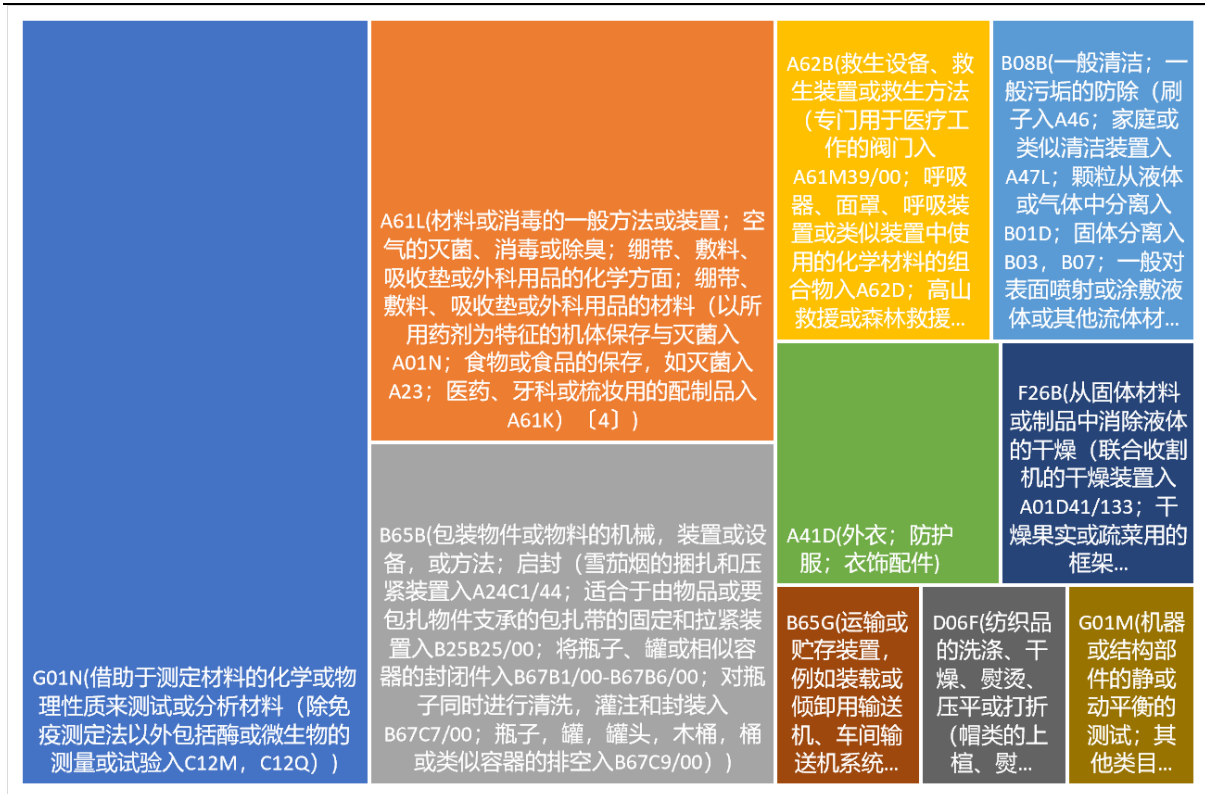 G01N(借助于测定材料的化学或物
理性质来测试或分析材料（除免
疫测定法以外包括酶或微生物的
测量或试验入C12M，C12Q）)
A61L(材料或消毒的一般方法或装置；空
气的灭菌、消毒或除臭；绷带、敷料、
吸收垫或外科用品的化学方面；绷带、
敷料、吸收垫或外科用品的材料（以所
用药剂为特征的机体保存与灭菌入
A01N；食物或食品的保存，如灭菌入
A23；医药、牙科或梳妆用的配制品入
A61K）〔4〕)
B65B(包装物件或物料的机械，装置或设
备，或方法；启封（雪茄烟的捆扎和压
紧装置入A24C1/44；适合于由物品或要
包扎物件支承的包扎带的固定和拉紧装
置入B25B25/00；将瓶子、罐或相似容
器的封闭件入B67B1/00-B67B6/00；对瓶
子同时进行清洗，灌注和封装入
B67C7/00；瓶子，罐，罐头，木桶，桶
或类似容器的排空入B67C9/00）)
A62B(救生设备、救
生装置或救生方法
（专门用于医疗工
作的阀门入
A61M39/00；呼吸
器、面罩、呼吸装
置或类似装置中使
用的化学材料的组
合物入A62D；高山
救援或森林救援...
B08B(一般清洁；一
般污垢的防除（刷
子入A46；家庭或
类似清洁装置入
A47L；颗粒从液体
或气体中分离入
B01D；固体分离入
B03，B07；一般对
表面喷射或涂敷液
体或其他流体材...
A41D(外衣；防护
服；衣饰配件)
F26B(从固体材料
或制品中消除液体
的干燥（联合收割
机的干燥装置入
A01D41/133；干
燥果实或蔬菜用的
框架...
B65G(运输或
贮存装置，
例如装载或
倾卸用输送
机、车间输
送机系统...
D06F(纺织品
的洗涤、干
燥、熨烫、
压平或打折
（帽类的上
楦、熨...
G01M(机器
或结构部
件的静或
动平衡的
测试；其
他类目...